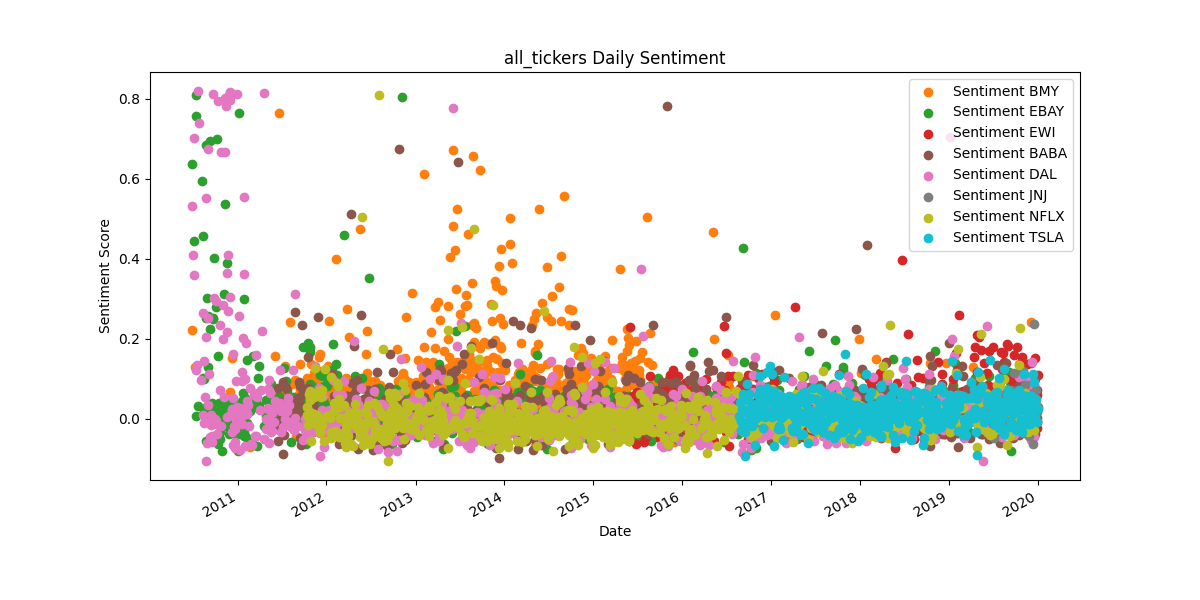 all_tickers Daily Sentiment
Sentiment Score
0.8
0.6
0.4
0.2
0.0
Sentiment BMY
Sentiment EBAY
Sentiment EWI
Sentiment BABA
Sentiment DAL
Sentiment JNJ
Sentiment NFLX
Sentiment TSLA
2011
2012
2013
2014
2015
2016
2017
2018
2019
2020
Date